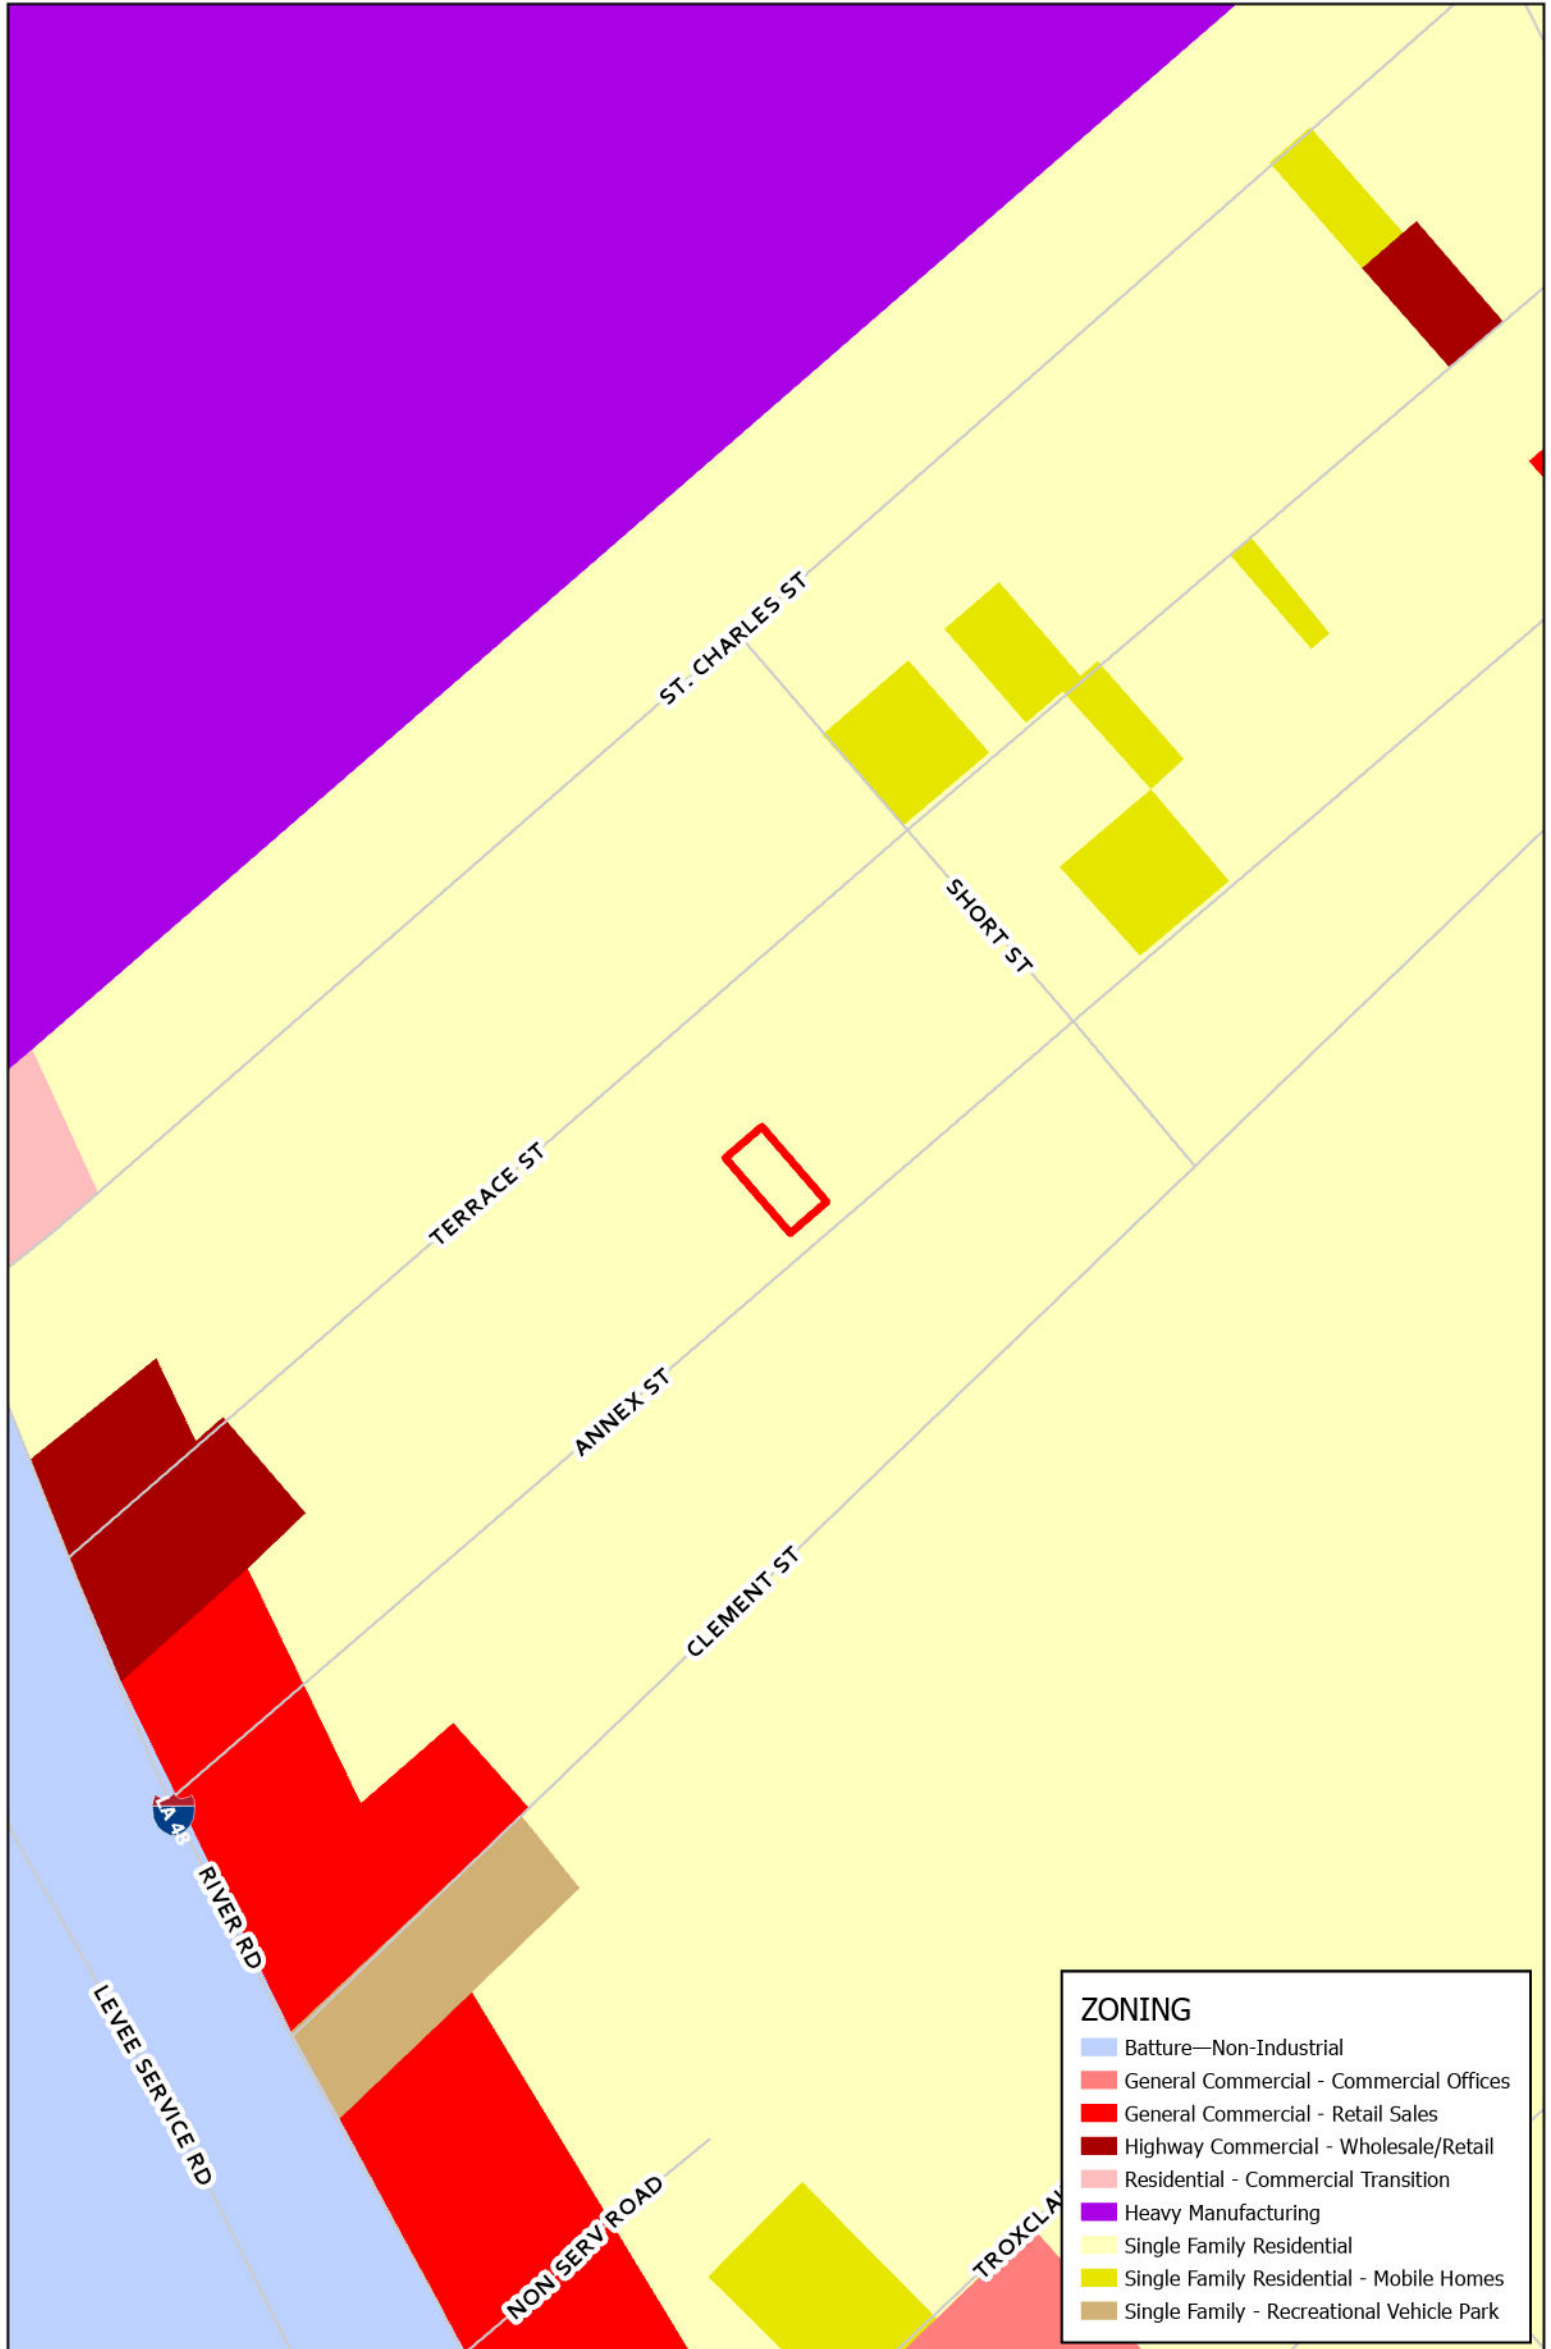 ST. CHARLES ST
SHORT ST
TERRACE ST
ANNEX ST
CLEMENT ST
LA 48
RIVER RD
LEVEE SERVICE RD
NON SERV ROAD
TROXCLAI
ZONING
Batture—Non-Industrial
General Commercial - Commercial Offices
General Commercial - Retail Sales
Highway Commercial - Wholesale/Retail
Residential - Commercial Transition
Heavy Manufacturing
Single Family Residential
Single Family Residential - Mobile Homes
Single Family - Recreational Vehicle Park